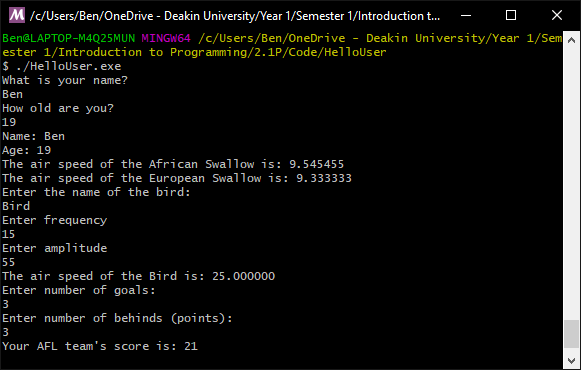 /c/Users/Ben/OneDrive - Deakin University/Year 1/Semester 1/Introduction t...
Ben@LAPTOP-M4Q25MUN MINGW64 /c/Users/Ben/OneDrive - Deakin University/Year 1/Sem
ester 1/Introduction to Programming/2.1P/Code/HelloUser
$ ./HelloUser.exe
What is your name?
Ben
How old are you?
19
Name: Ben
Age: 19
The air speed of the African Swallow is: 9.545455
The air speed of the European Swallow is: 9.333333
Enter the name of the bird:
Bird
Enter frequency
15
Enter amplitude
55
The air speed of the Bird is: 25.000000
Enter number of goals:
3
Enter number of behinds (points):
3
Your AFL team's score is: 21